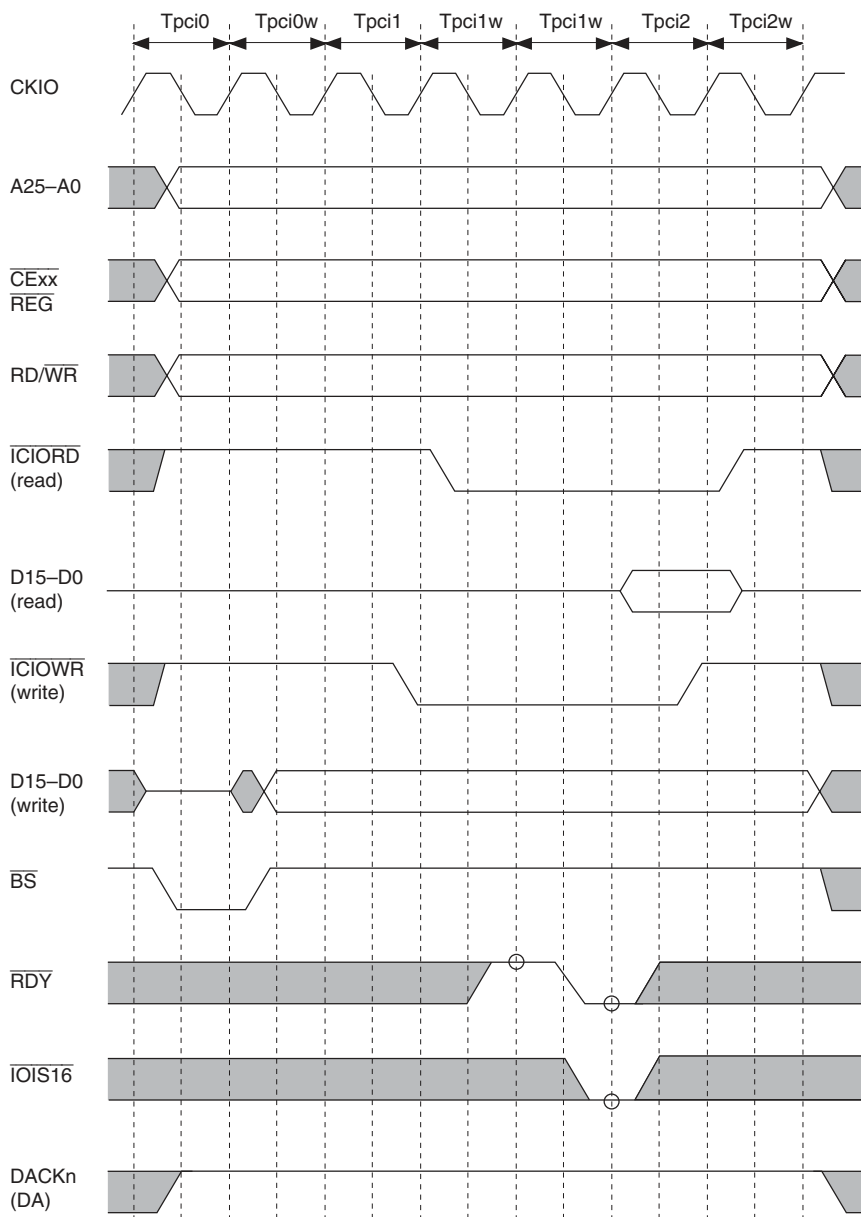 Tpci0 Tpci0w Tpci1 Tpci1w Tpci1w Tpci2 Tpci2w
CKIO
A25–A0
CExx
REG
RD/WR
ICIORD
(read)
D15–D0
(read)
ICIOWR
(write)
D15–D0
(write)
BS
RDY
IOIS16
DACKn
(DA)